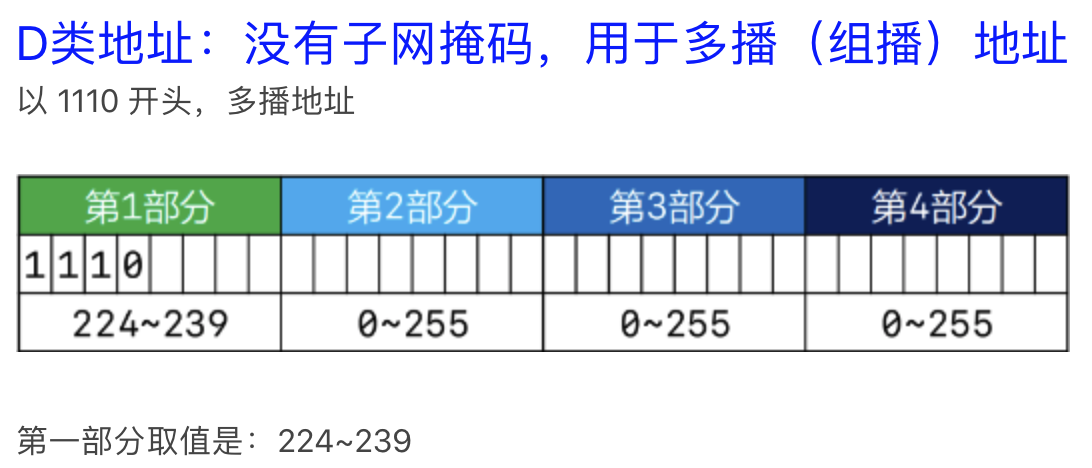 D类地址：没有子网掩码，用于多播（组播）地址
以 1110 开头，多播地址
第1部分 第2部分 第3部分 第4部分
1 1 1 0
224~239 0~255 0~255 0~255
第一部分取值是：224~239